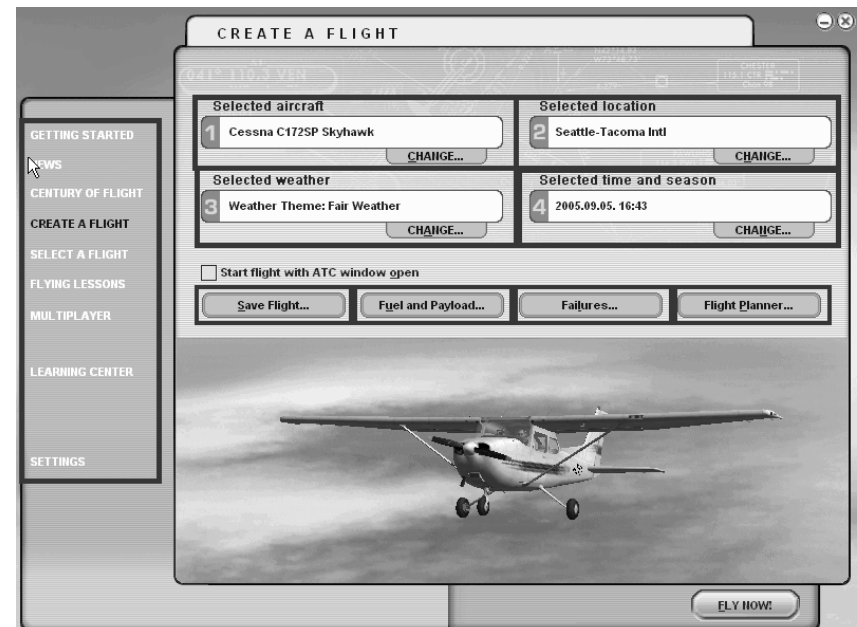 CREATE A FLIGHT
GETTING STARTED
NEWS
CENTURY OF FLIGHT
CREATE A FLIGHT
SELECT A FLIGHT
FLYING LESSONS
MULTIPLAYER
LEARNING CENTER
SETTINGS
Selected aircraft
1 Cessna C172SP Skyhawk
CHANGE...
Selected location
2 Seattle-Tacoma Intl
CHANGE...
Selected weather
3 Weather Theme: Fair Weather
CHANGE...
Selected time and season
4 2005.09.05. 16:43
CHANGE...
Start flight with ATC window open
Save Flight...
Fuel and Payload...
Failures...
Flight Planner...
FLY NOW!